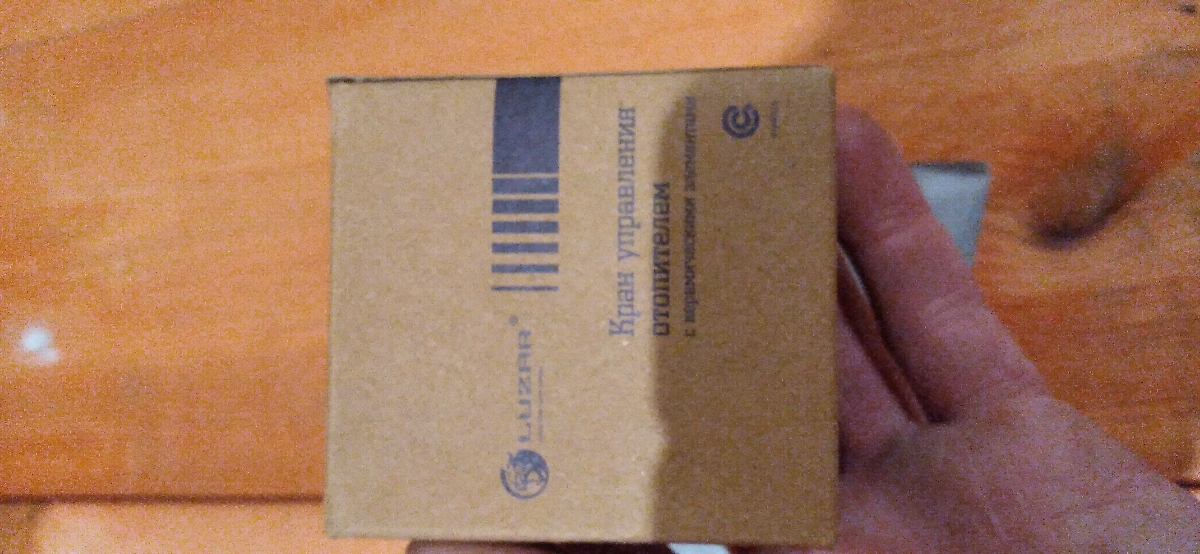 LUZAR®
Кран управления
отопителем
с керамическими элементами